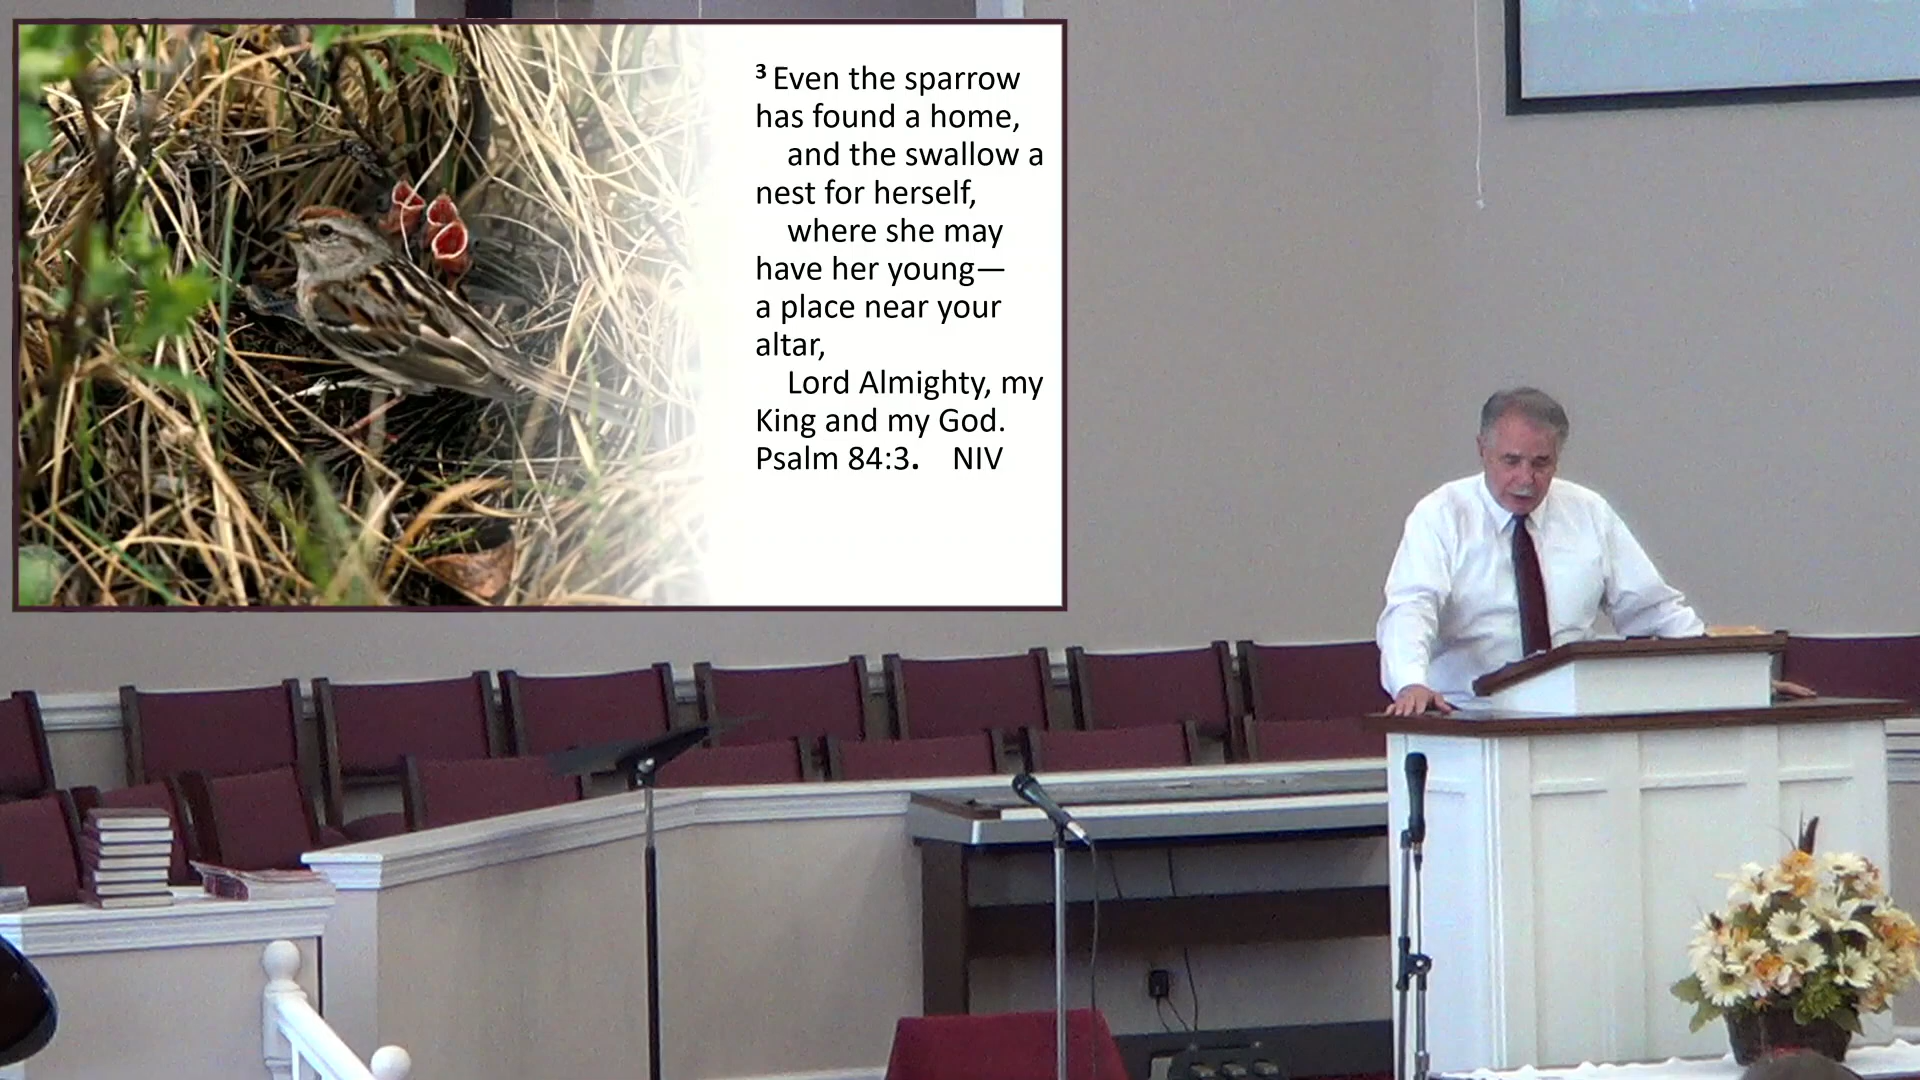 ³ Even the sparrow
has found a home,
and the swallow a
nest for herself,
where she may
have her young—
a place near your
altar,
Lord Almighty, my
King and my God.
Psalm 84:3. NIV